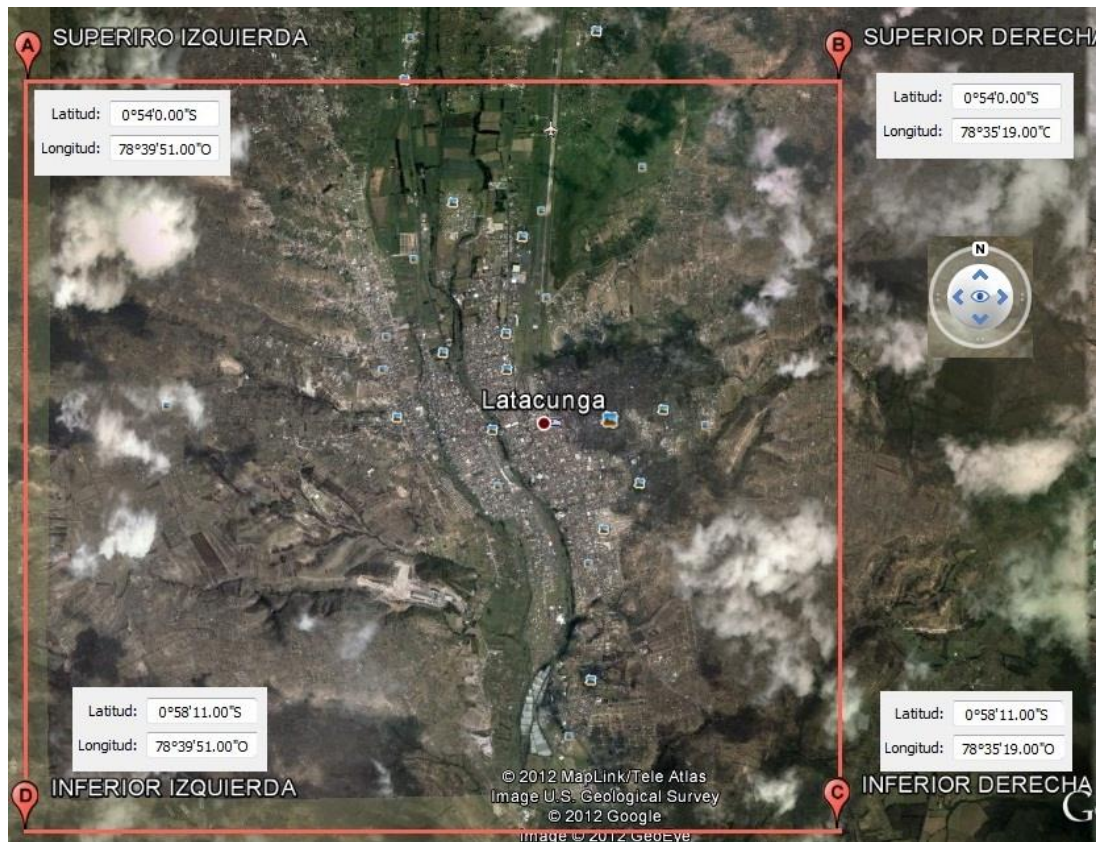 A SUPERIRO IZQUIERDA
B SUPERIOR DERECHA
Latitud: 0°54'0.00"S
Longitud: 78°39'51.00"O
Latitud: 0°54'0.00"S
Longitud: 78°35'19.00"C
N
Latacunga
Latitud: 0°58'11.00"S
Longitud: 78°39'51.00"O
Latitud: 0°58'11.00"S
Longitud: 78°35'19.00"O
D INFERIOR IZQUIERDA
C INFERIOR DERECHA
© 2012 MapLink/Tele Atlas
Image U.S. Geological Survey
© 2012 Google
Image © 2012 GeoEye